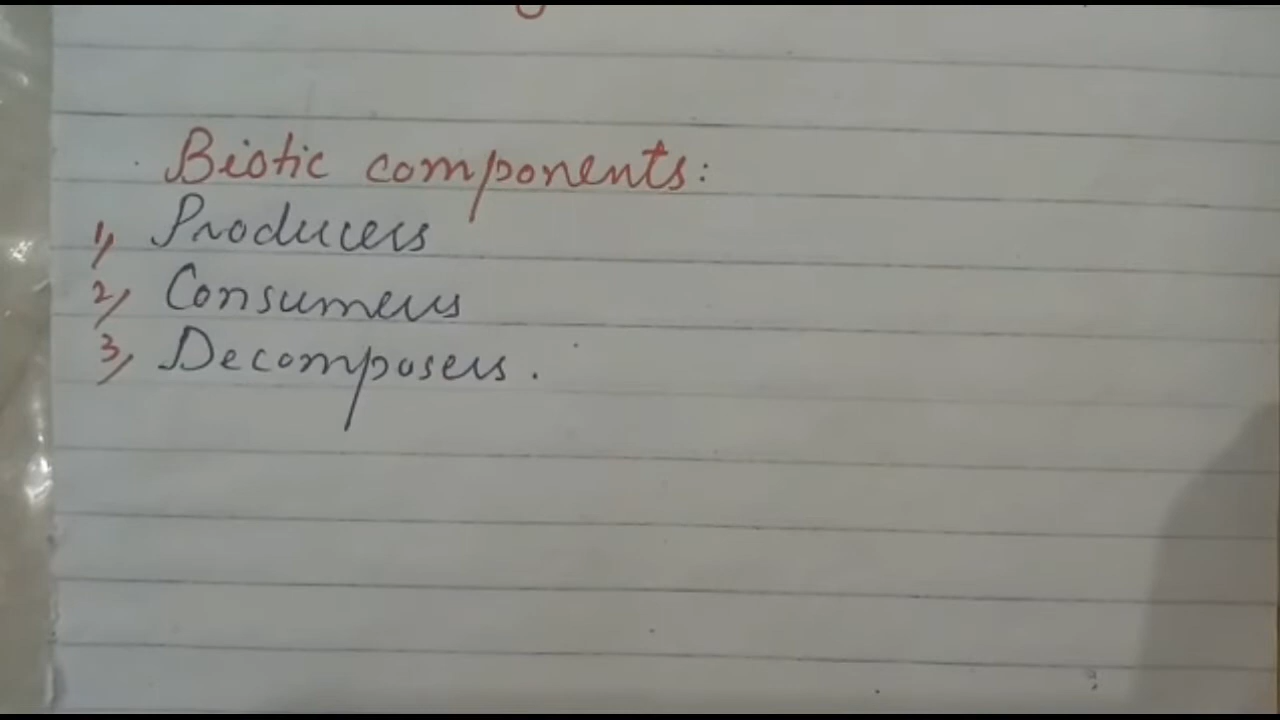 Biotic components:
1, Producers
2, Consumers
3, Decomposers.